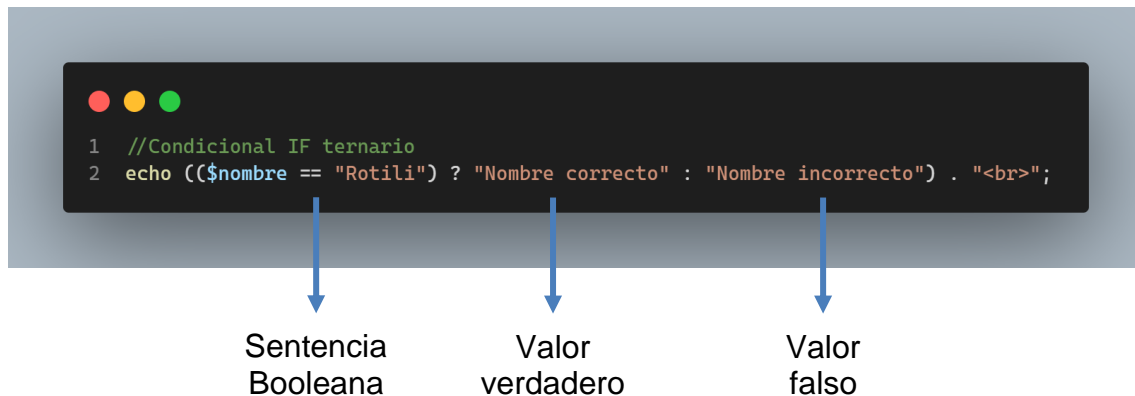 1 //Condicional IF ternario
2 echo (($nombre == "Rotili") ? "Nombre correcto" : "Nombre incorrecto") . "<br>";
Sentencia Booleana
Valor verdadero
Valor falso